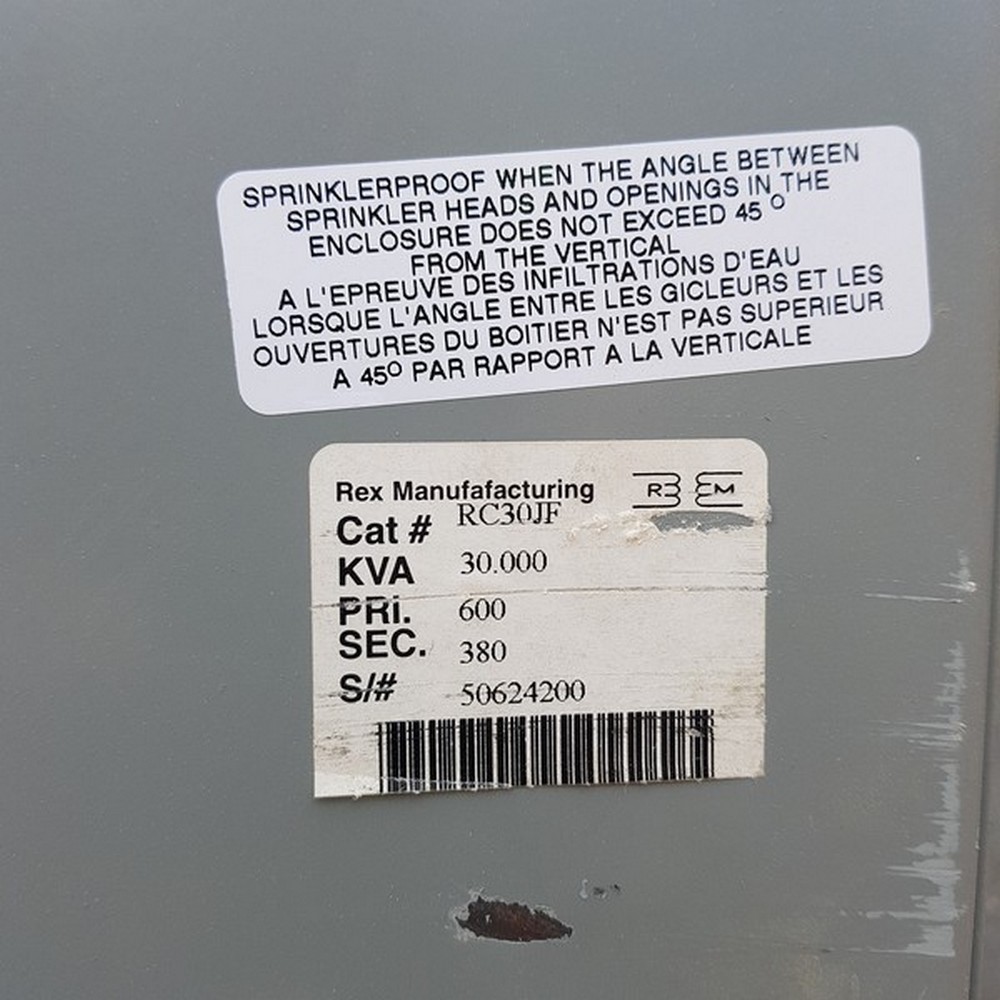 SPRINKLERPROOF WHEN THE ANGLE BETWEEN
SPRINKLER HEADS AND OPENINGS IN THE
ENCLOSURE DOES NOT EXCEED 45 º
FROM THE VERTICAL
A L'EPREUVE DES INFILTRATIONS D'EAU
LORSQUE L'ANGLE ENTRE LES GICLEURS ET LES
OUVERTURES DU BOITIER N'EST PAS SUPERIEUR
A 45º PAR RAPPORT A LA VERTICALE
Rex Manufafacturing R EM
Cat # RC30JF
KVA 30.000
PRi. 600
SEC. 380
S/# 50624200